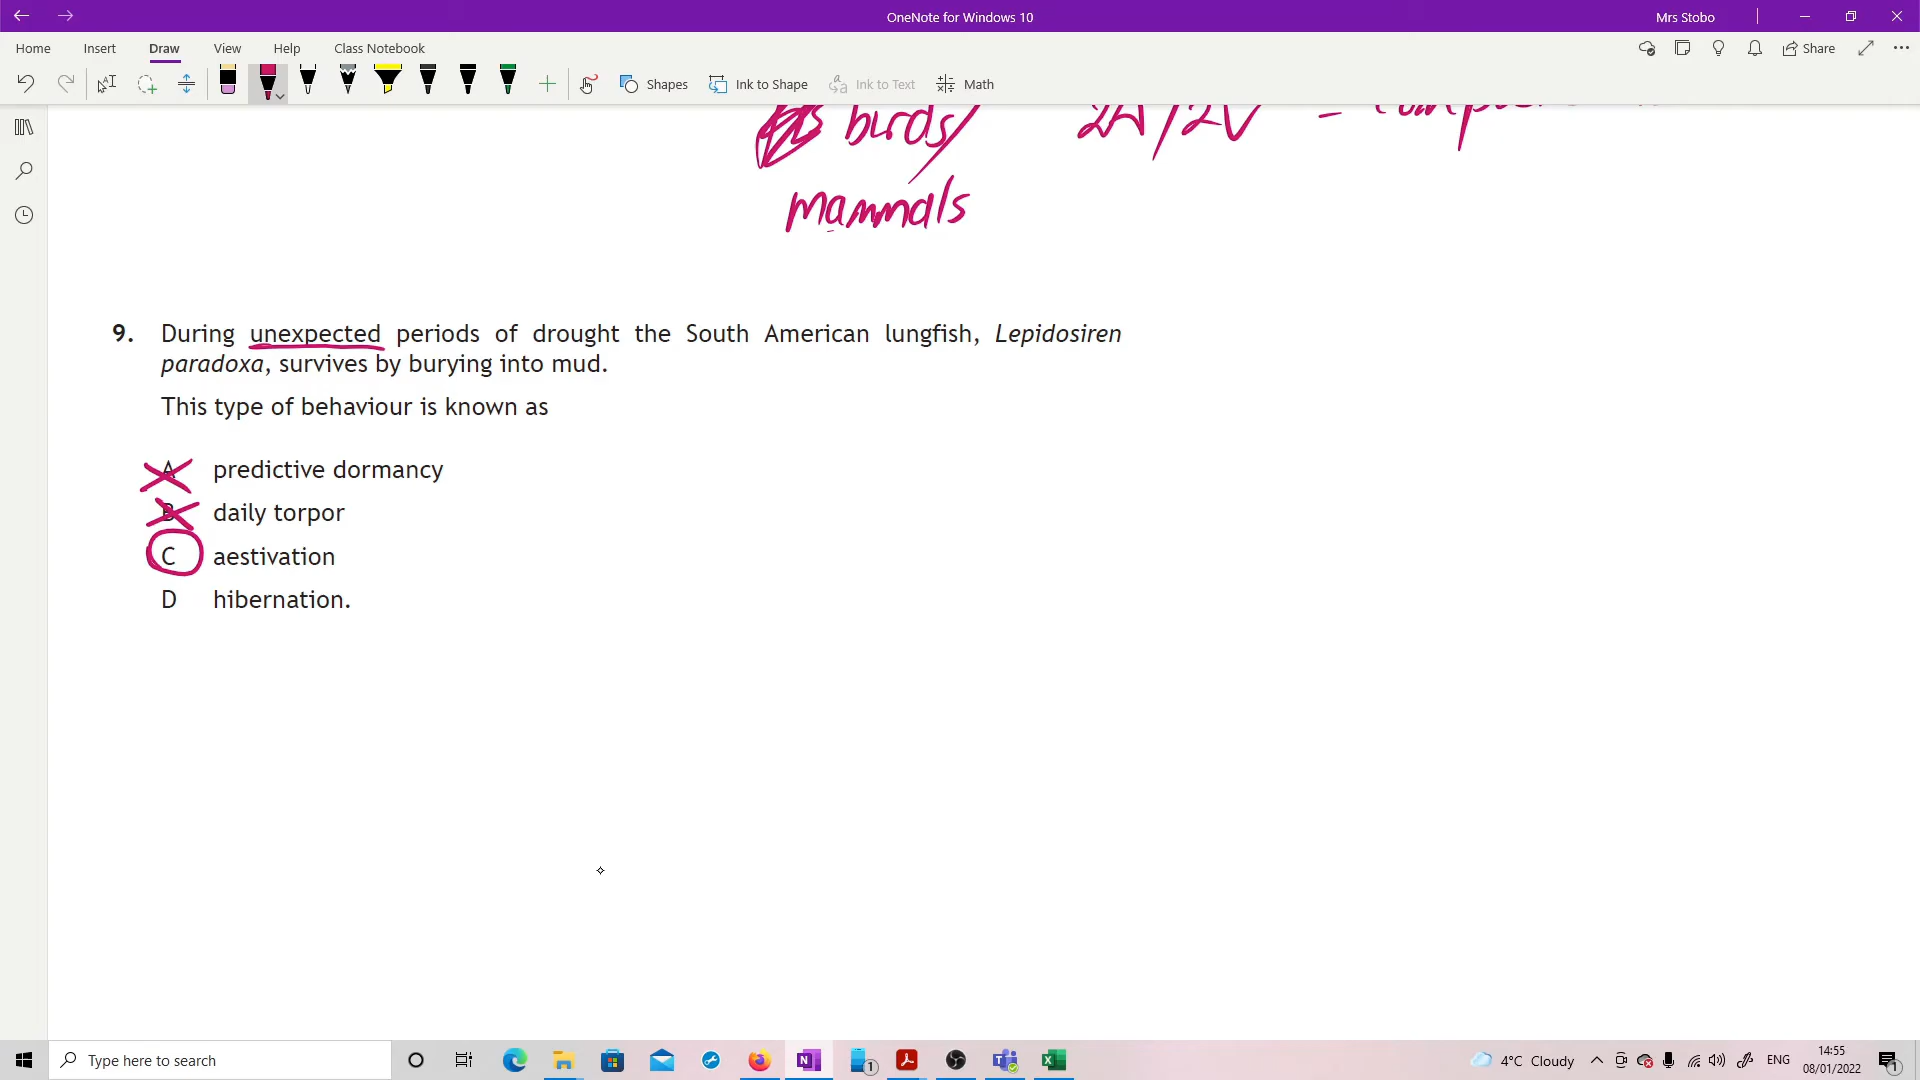 OneNote for Windows 10
Mrs Stobo
Home Insert Draw View Help Class Notebook
Share
Shapes Ink to Shape Ink to Text Math
birds/ 2A/2V -
mammals
9. During unexpected periods of drought the South American lungfish, Lepidosiren
paradoxa, survives by burying into mud.
This type of behaviour is known as
A predictive dormancy
B daily torpor
C aestivation
D hibernation.
Type here to search
4°C Cloudy
ENG
14:55
08/01/2022